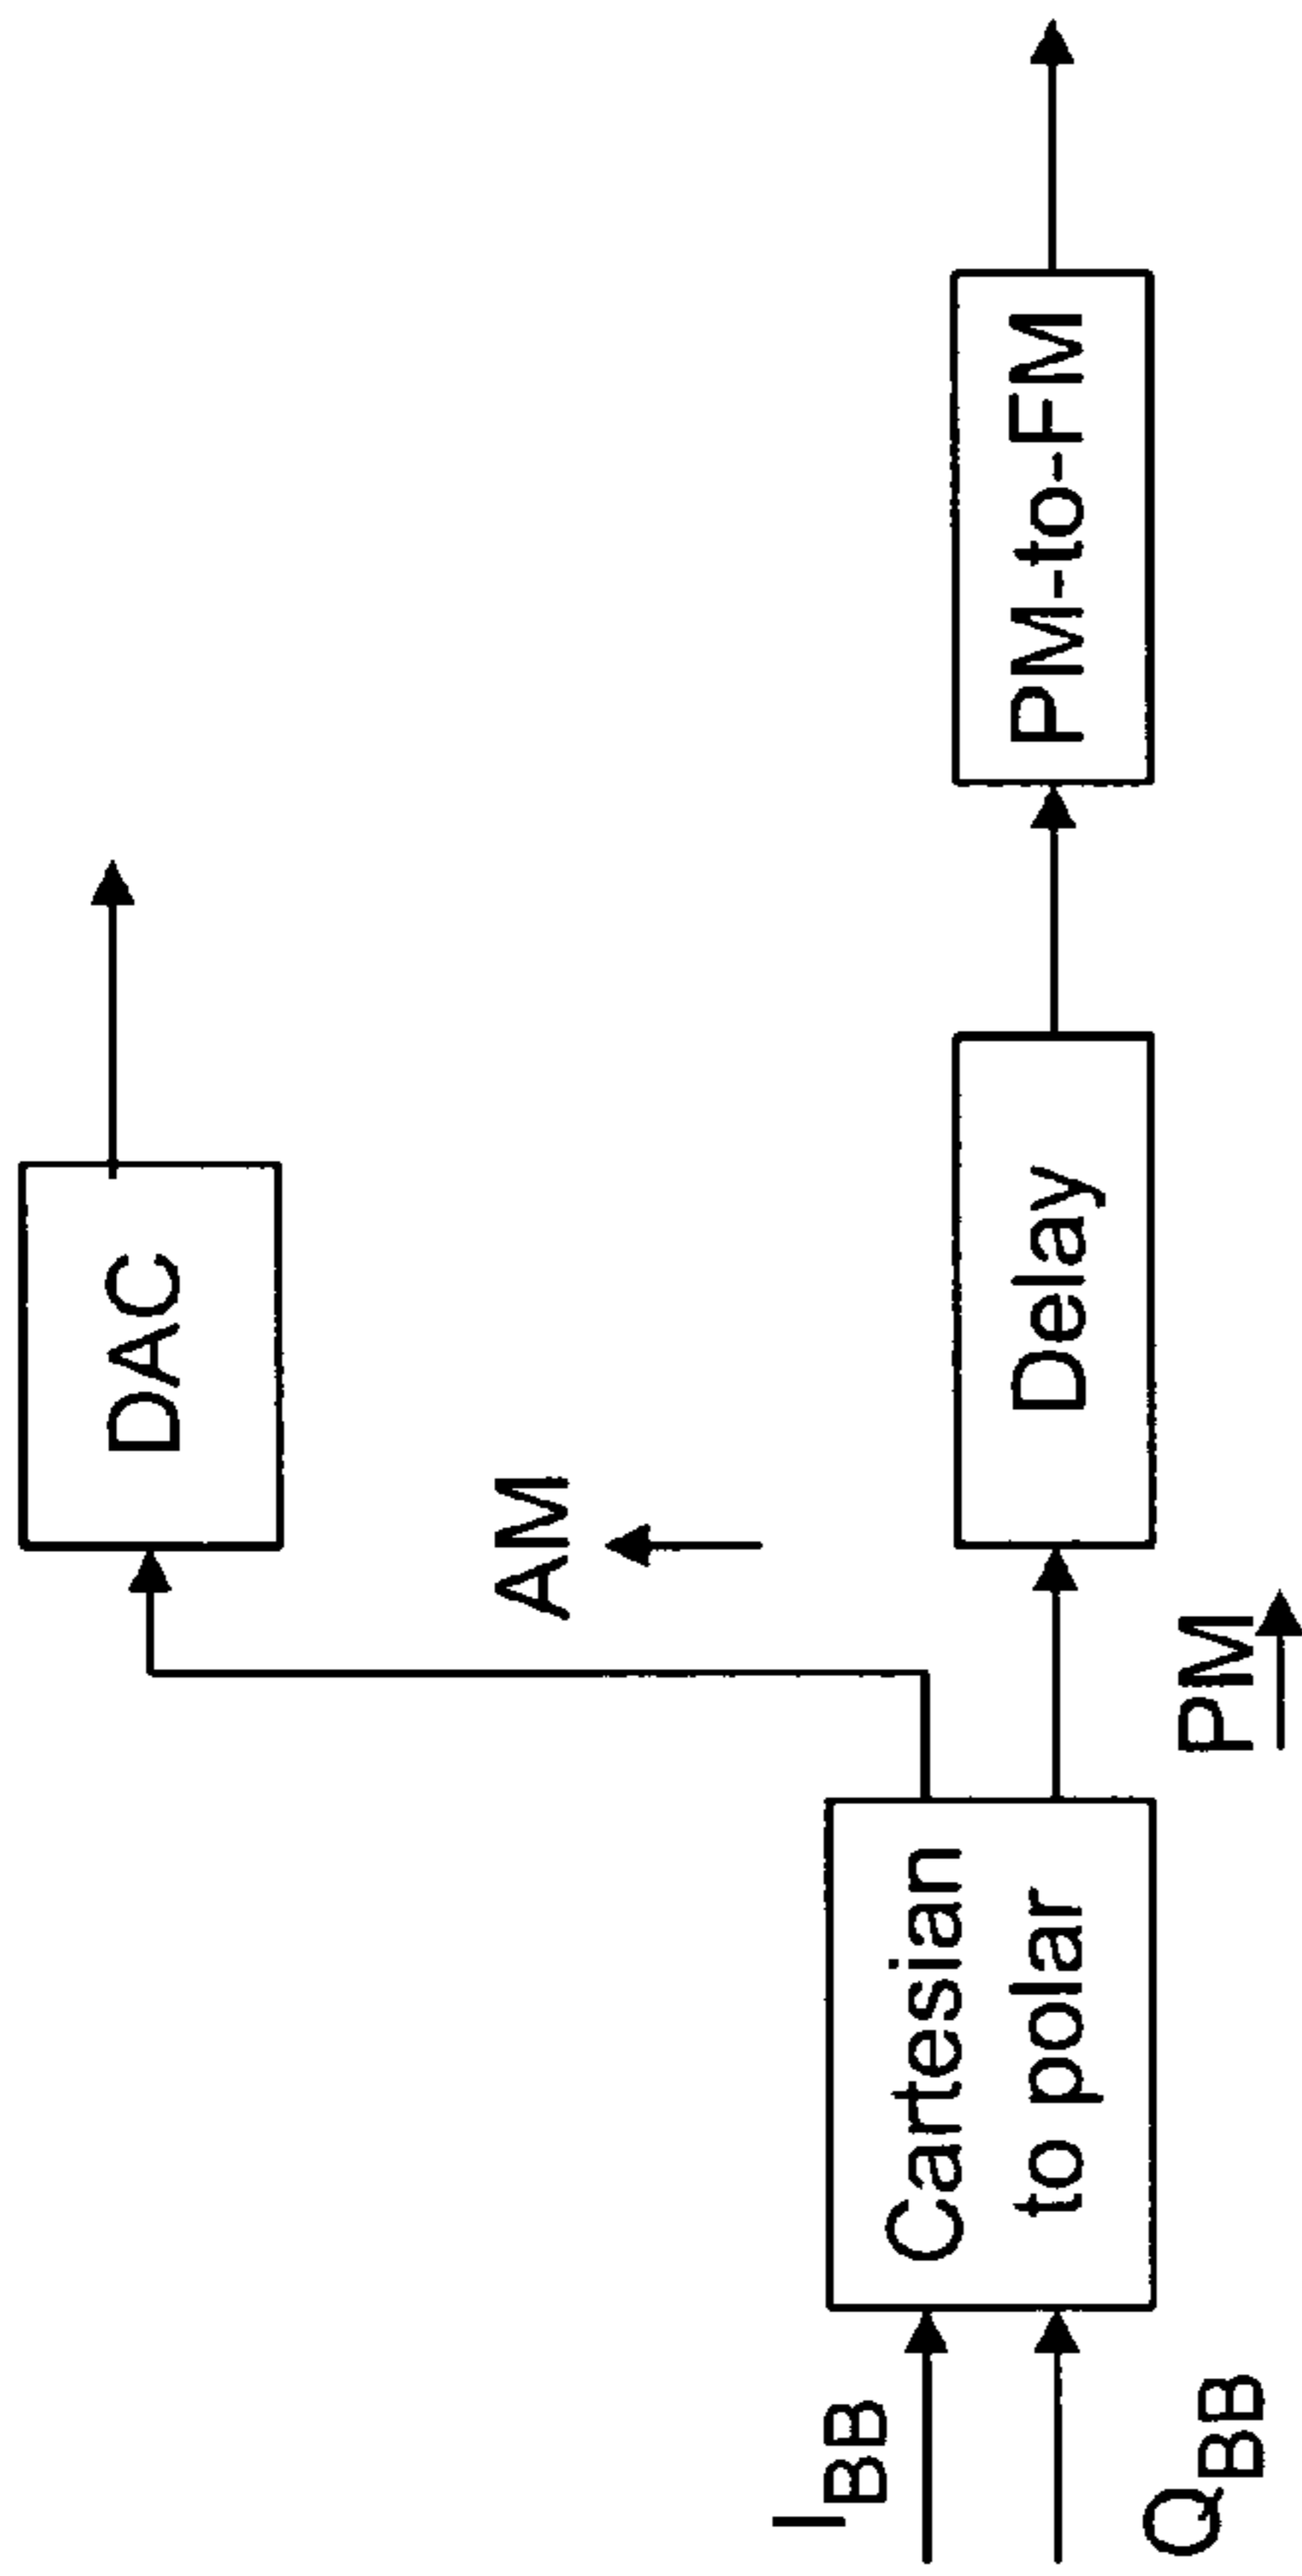 DAC
AM
I_BB
Cartesian
to polar
Delay
PM-to-FM
PM
Q_BB